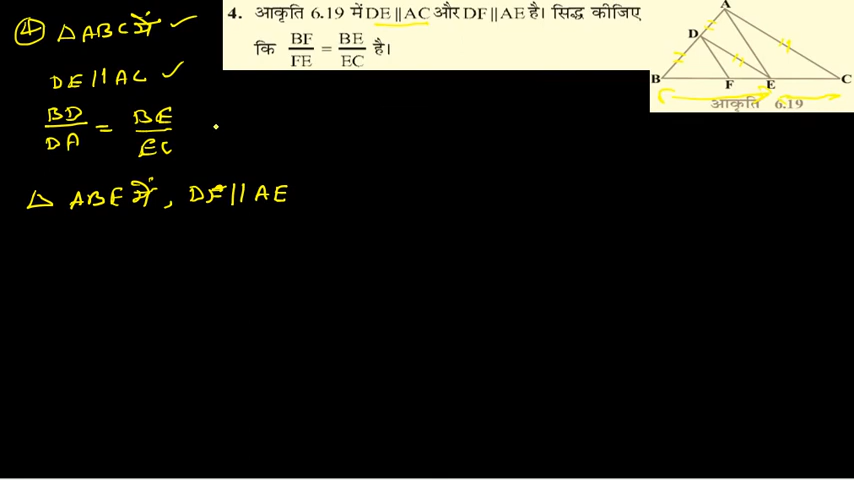 ④ △ABC में
DE||AC
BD/DA = BE/EC
△ ABE में, DF||AE
4. आकृति 6.19 में DE||AC और DF||AE है। सिद्ध कीजिए
कि BF/FE = BE/EC है।
A
D
B F E C
आकृति 6.19